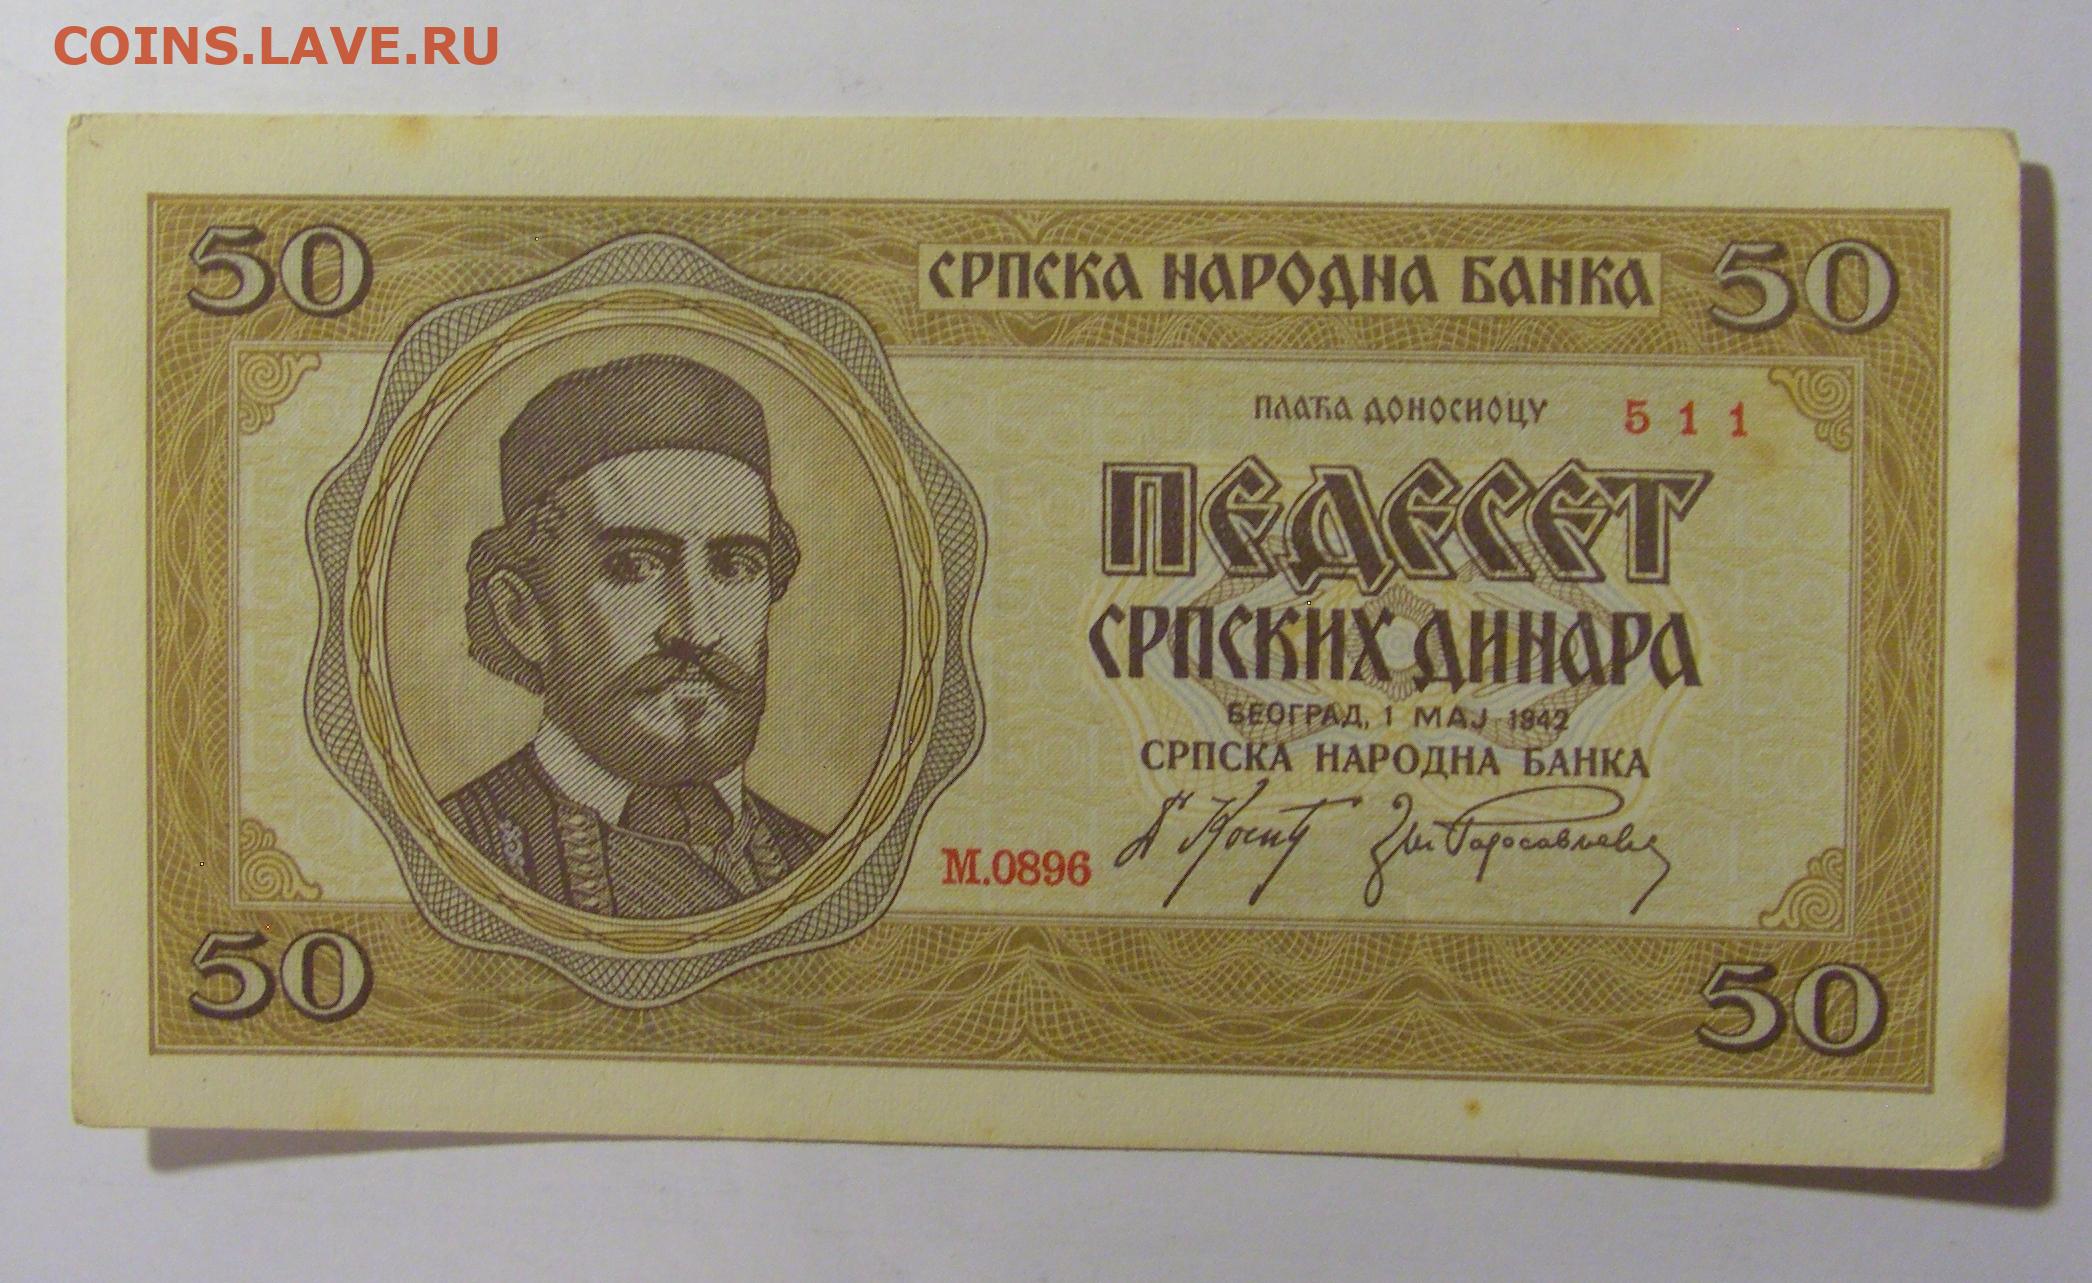 COINS.LAVE.RU
50
СРПСКА НАРОДНА БАНКА
50
ПЛАЋА ДОНОСИОЦУ 511
ПЕДЕСЕТ
СРПСКИХ ДИНАРА
БЕОГРАД, 1 МАЈ 1942
СРПСКА НАРОДНА БАНКА
M.0896
50
50